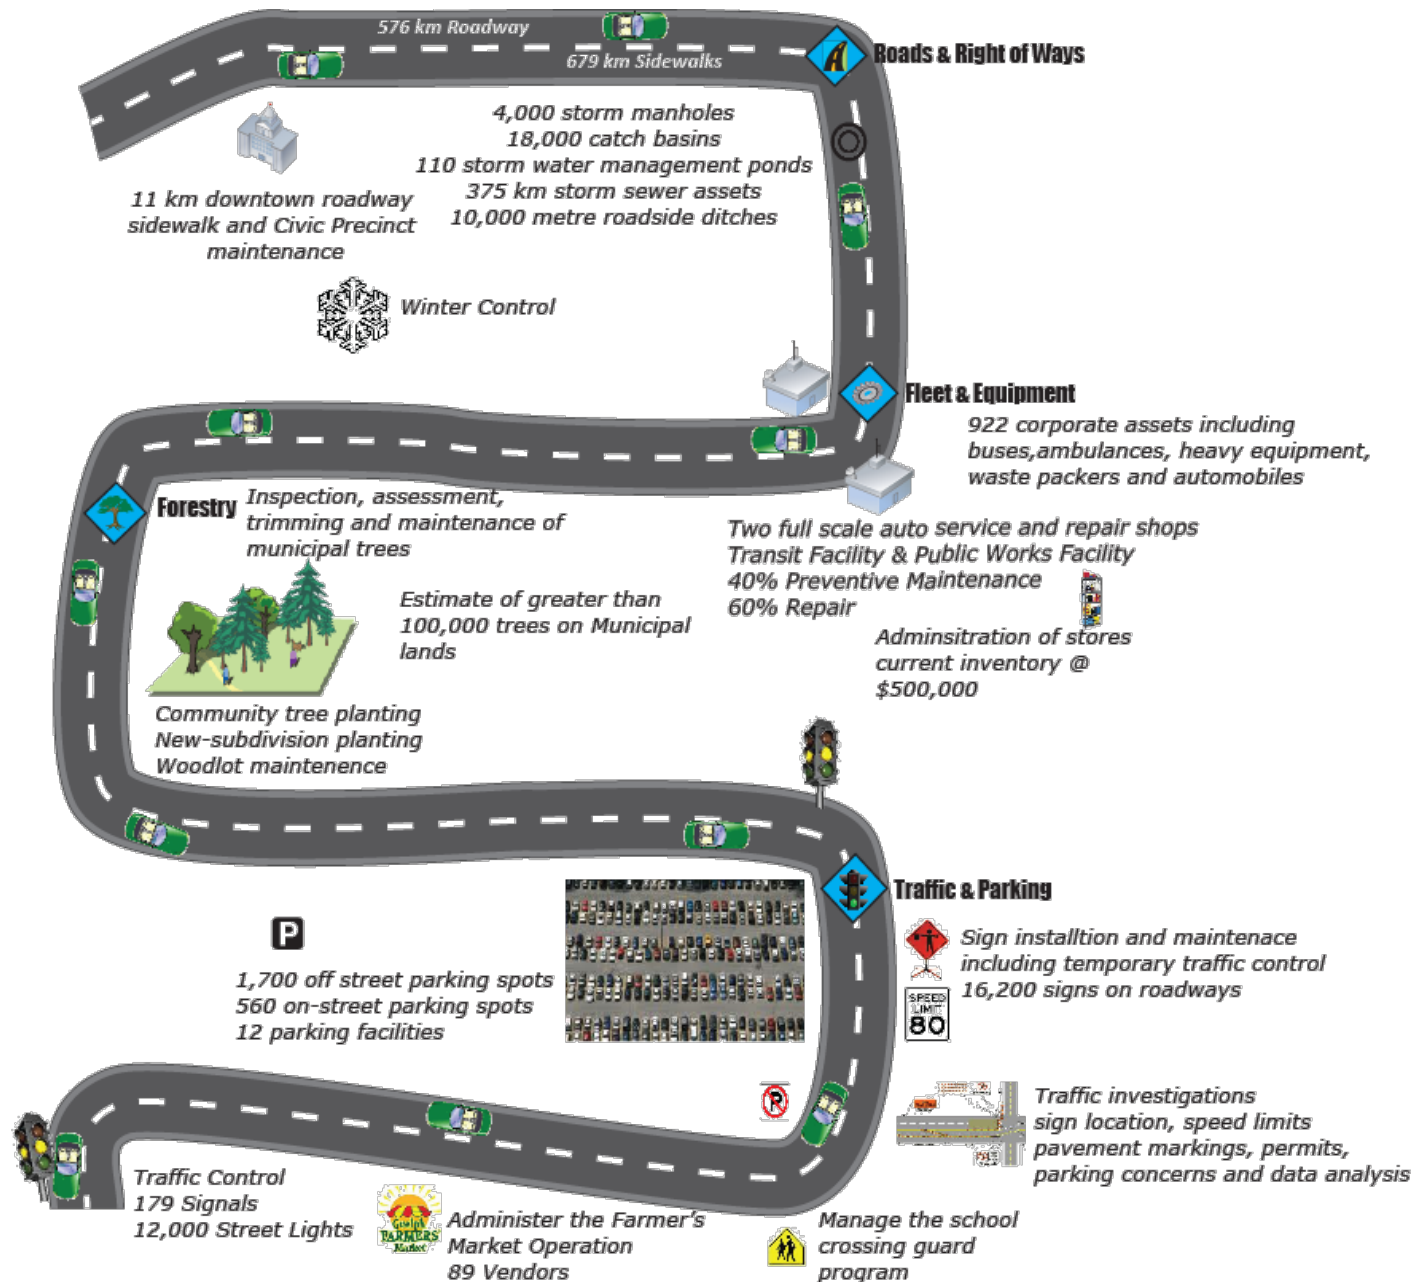 576 km Roadway
679 km Sidewalks
Roads & Right of Ways
4,000 storm manholes
18,000 catch basins
110 storm water management ponds
375 km storm sewer assets
10,000 metre roadside ditches
11 km downtown roadway
sidewalk and Civic Precinct
maintenance
Winter Control
Fleet & Equipment
922 corporate assets including
buses,ambulances, heavy equipment,
waste packers and automobiles
Two full scale auto service and repair shops
Transit Facility & Public Works Facility
40% Preventive Maintenance
60% Repair
Adminsitration of stores
current inventory @
$500,000
Forestry
Inspection, assessment,
trimming and maintenance of
municipal trees
Estimate of greater than
100,000 trees on Municipal
lands
Community tree planting
New-subdivision planting
Woodlot maintenence
Traffic & Parking
Sign installtion and maintenace
including temporary traffic control
16,200 signs on roadways
SPEED
LIMIT
80
P
1,700 off street parking spots
560 on-street parking spots
12 parking facilities
P
Traffic investigations
sign location, speed limits
pavement markings, permits,
parking concerns and data analysis
Traffic Control
179 Signals
12,000 Street Lights
Guelph
FARMERS
Market
Administer the Farmer's
Market Operation
89 Vendors
Manage the school
crossing guard
program